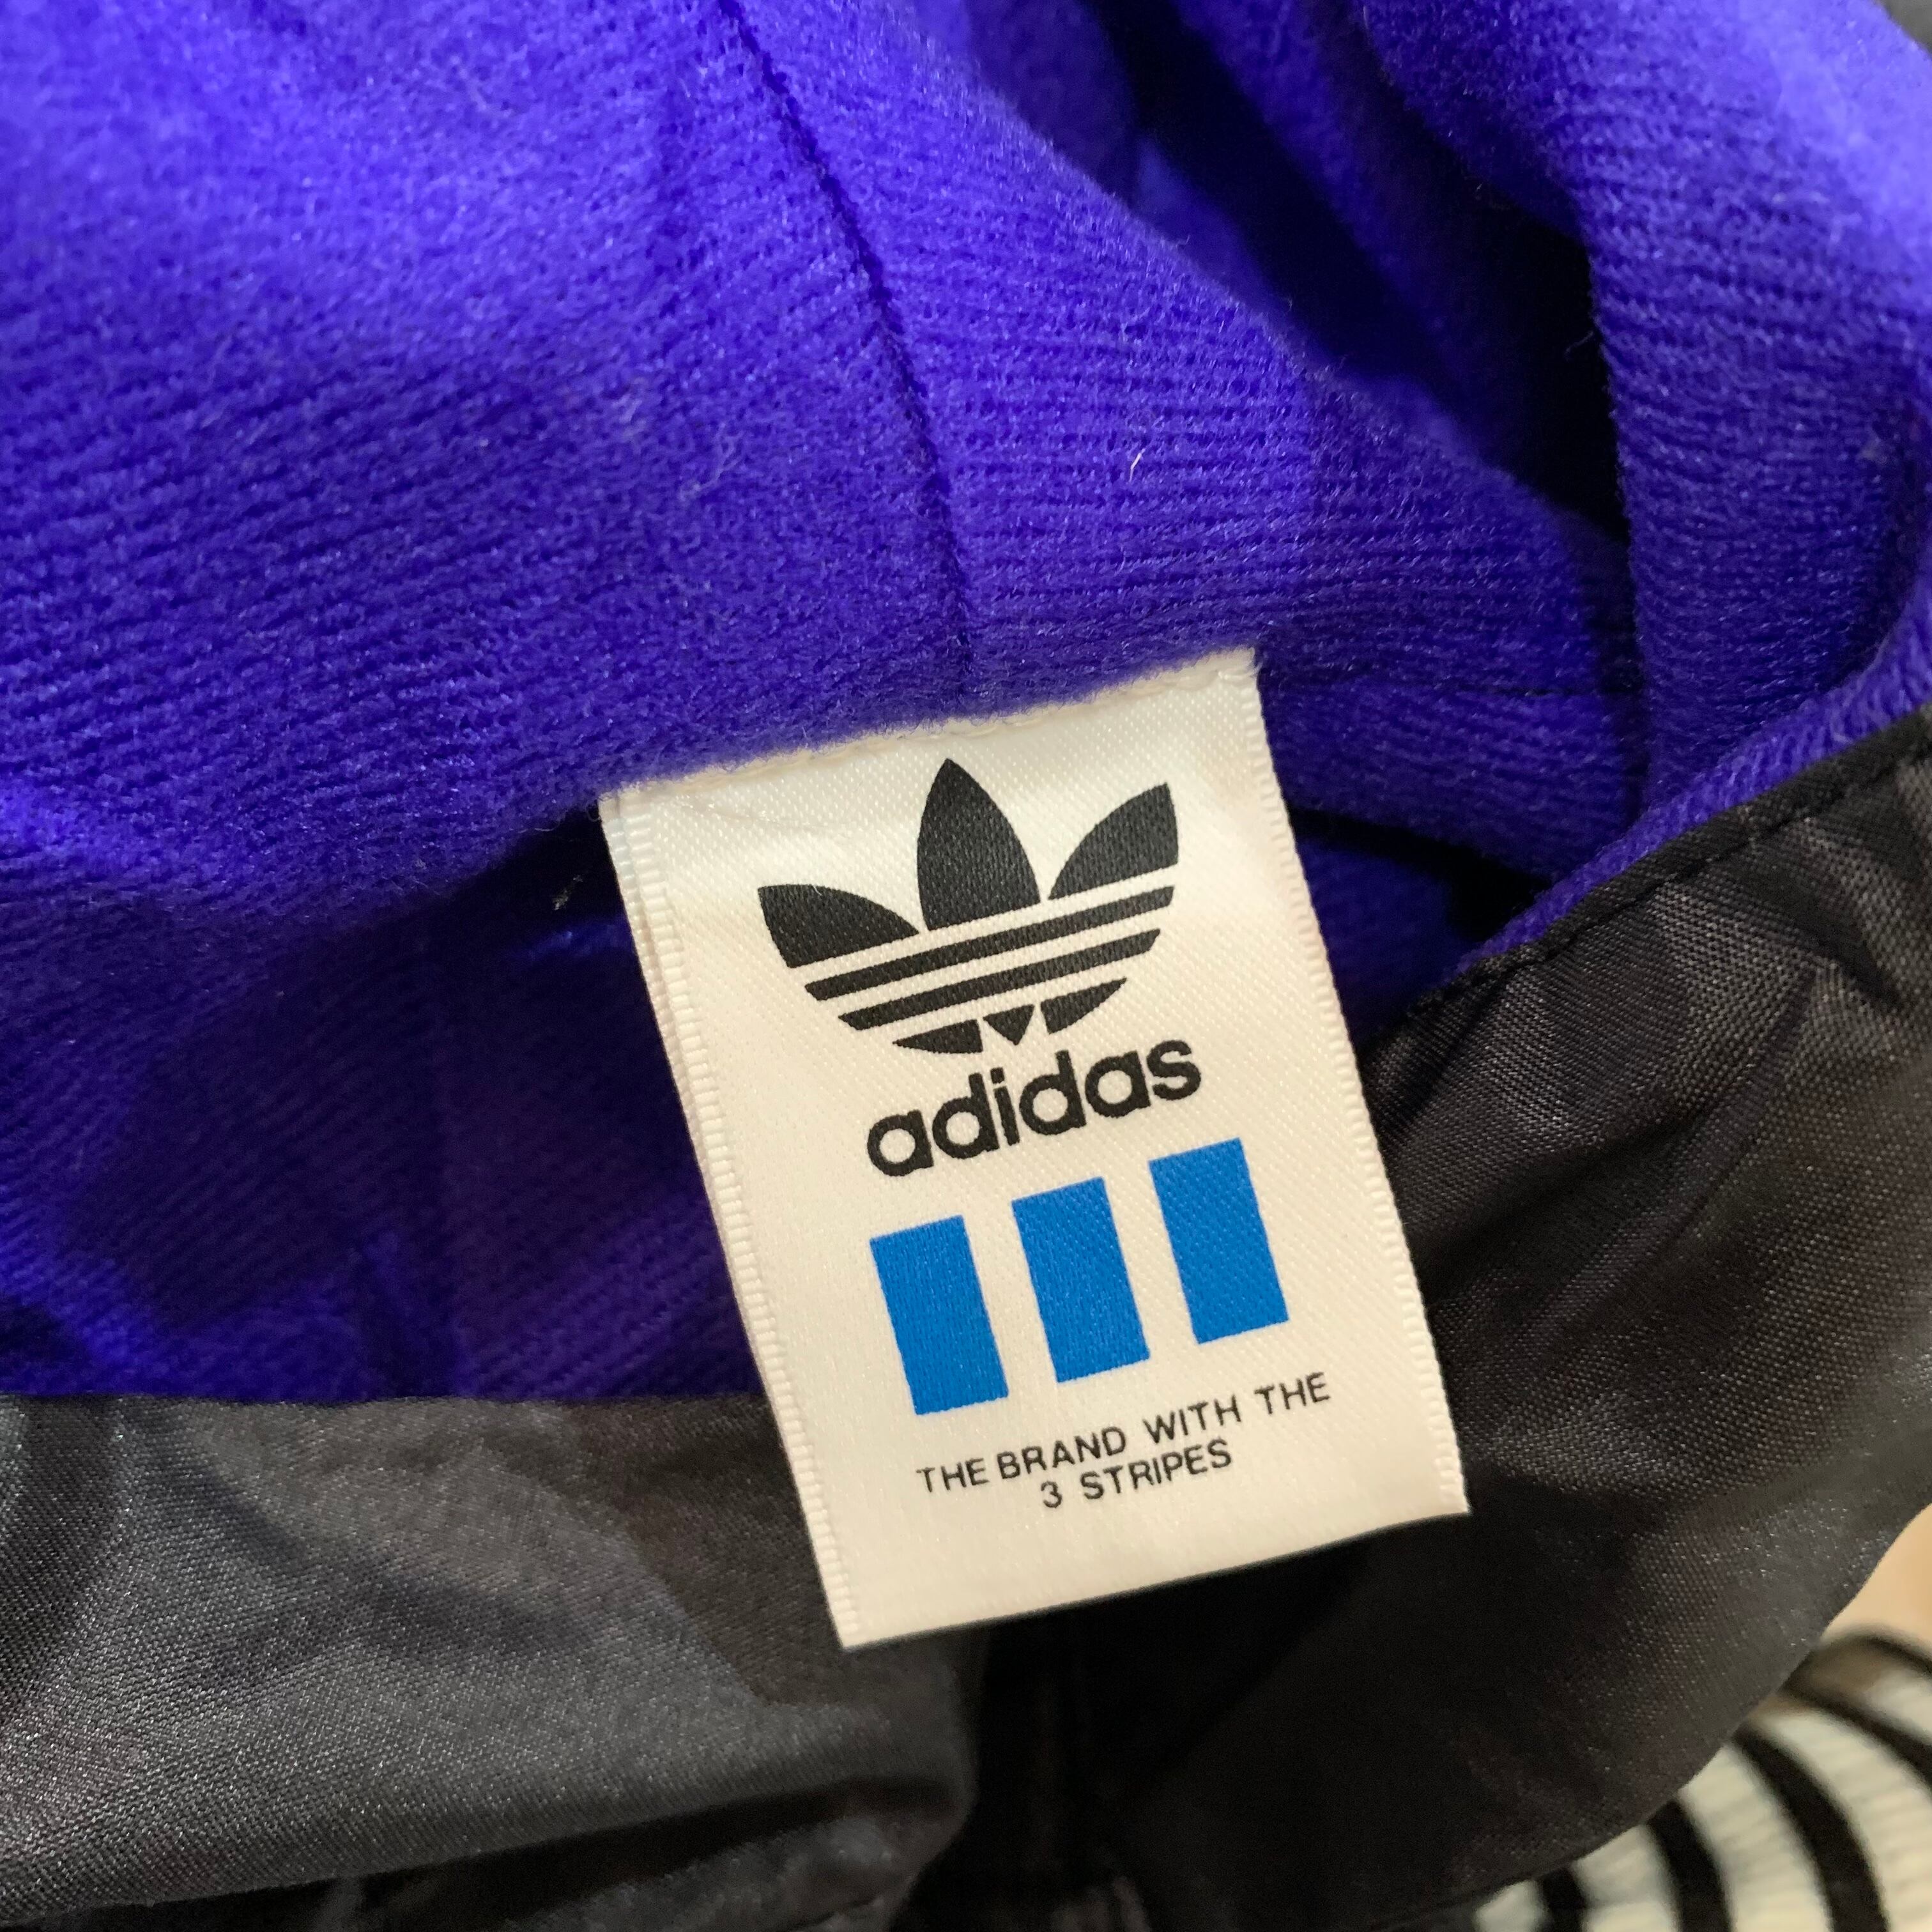 adidas
THE BRAND WITH THE
3 STRIPES